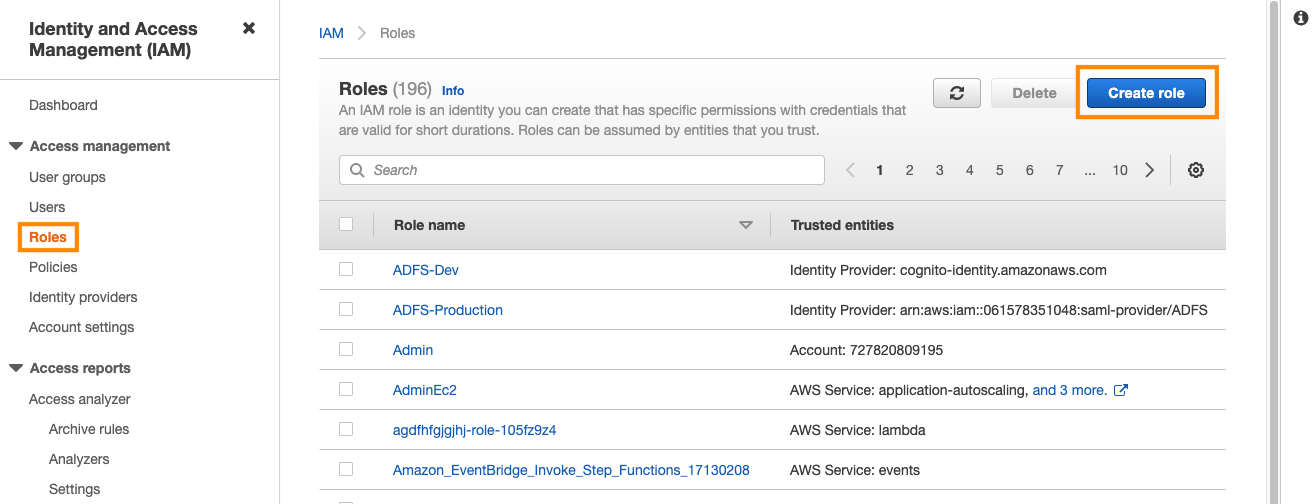 Identity and Access
Management (IAM)
Dashboard
Access management
User groups
Users
Roles
Policies
Identity providers
Account settings
Access reports
Access analyzer
Archive rules
Analyzers
Settings
IAM > Roles
Roles (196) Info
An IAM role is an identity you can create that has specific permissions with credentials that
are valid for short durations. Roles can be assumed by entities that you trust.
Delete
Create role
Search
1 2 3 4 5 6 7 ... 10
Role name Trusted entities
ADFS-Dev Identity Provider: cognito-identity.amazonaws.com
ADFS-Production Identity Provider: arn:aws:iam::061578351048:saml-provider/ADFS
Admin Account: 727820809195
AdminEc2 AWS Service: application-autoscaling, and 3 more.
agdfhfgjgjhj-role-105fz9z4 AWS Service: lambda
Amazon_EventBridge_Invoke_Step_Functions_17130208 AWS Service: events